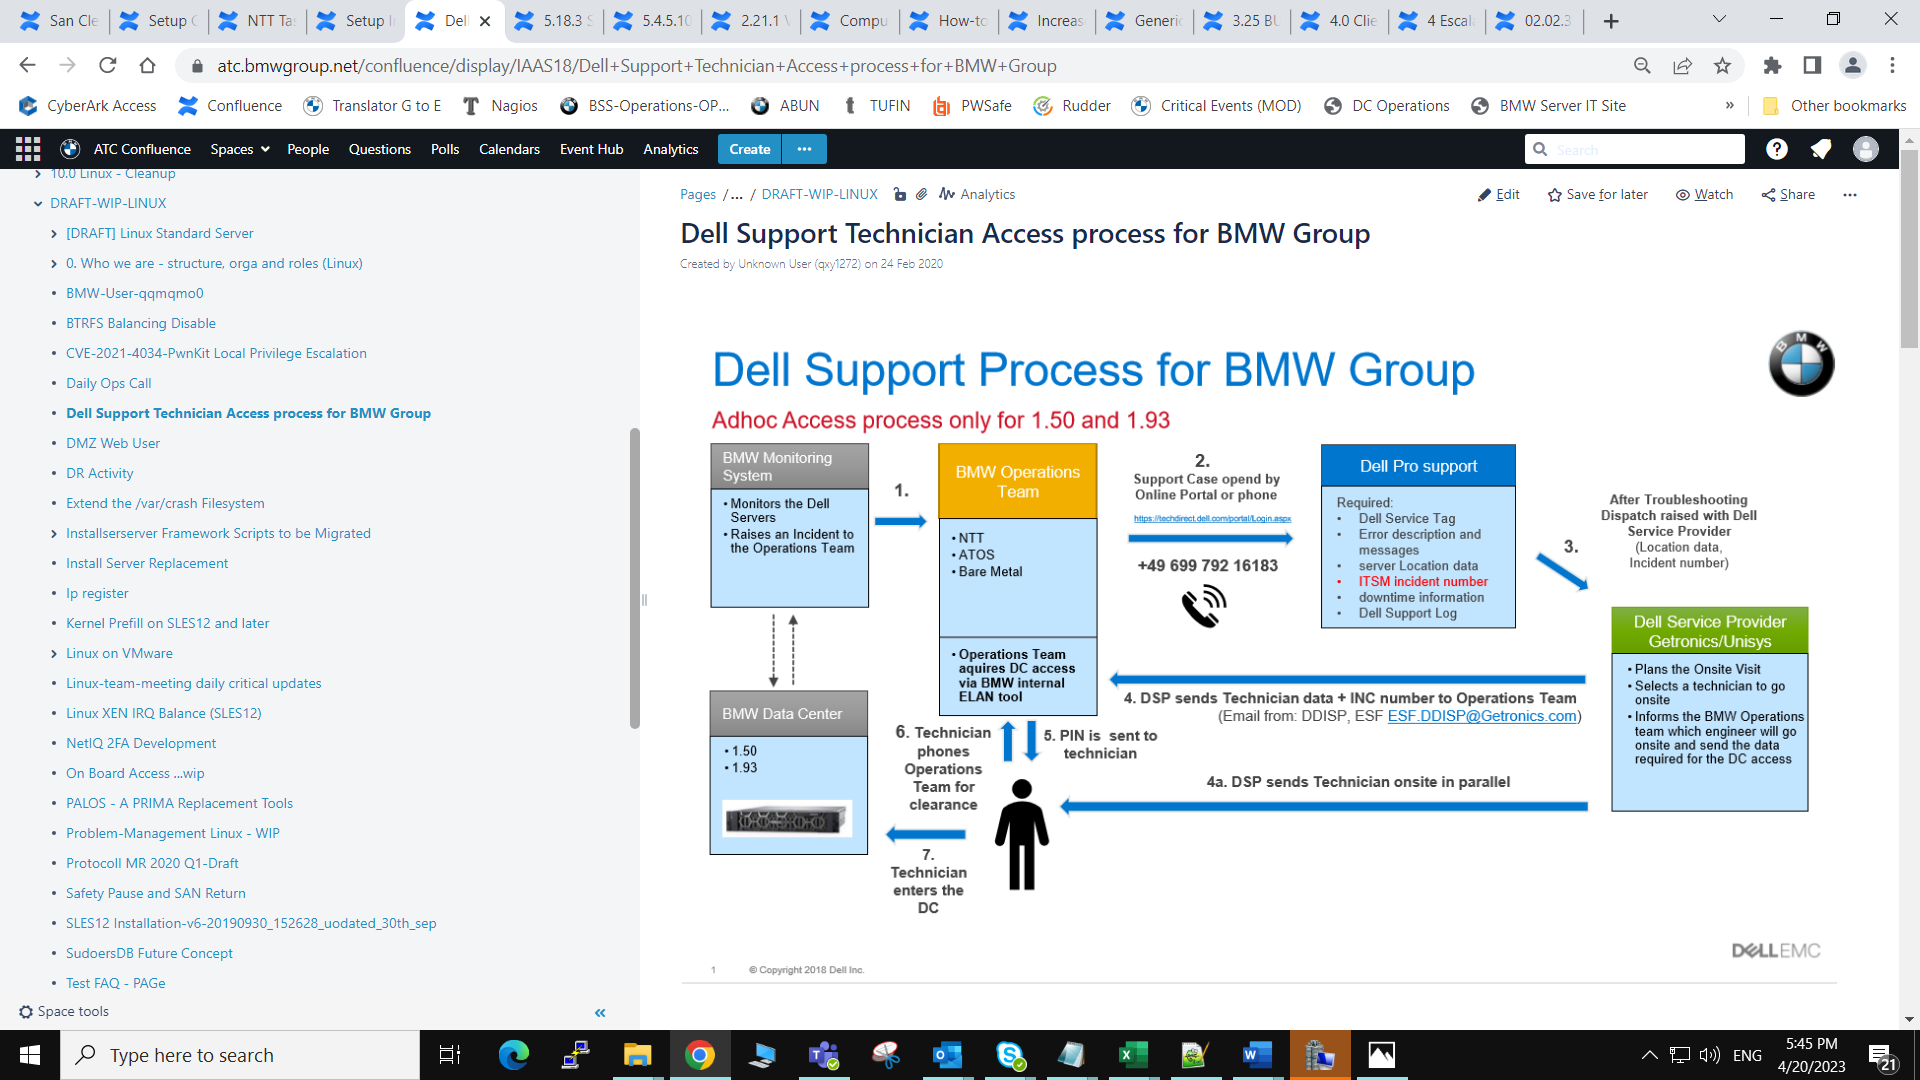 San Cle
Setup C
NTT Tas
Setup In
Dell
5.18.3 S
5.4.5.10
2.21.1 V
Compu
How-to
Increas
Generic
3.25 BU
4.0 Clie
4 Escala
02.02.3
atc.bmwgroup.net/confluence/display/IAAS18/Dell+Support+Technician+Access+process+for+BMW+Group
CyberArk Access
Confluence
Translator G to E
Nagios
BSS-Operations-OP...
ABUN
TUFIN
PWSafe
Rudder
Critical Events (MOD)
DC Operations
BMW Server IT Site
»
Other bookmarks
ATC Confluence
Spaces
People
Questions
Polls
Calendars
Event Hub
Analytics
Create
Search
10.0 Linux - Cleanup
DRAFT-WIP-LINUX
[DRAFT] Linux Standard Server
0. Who we are - structure, orga and roles (Linux)
BMW-User-qqmqmo0
BTRFS Balancing Disable
CVE-2021-4034-PwnKit Local Privilege Escalation
Daily Ops Call
Dell Support Technician Access process for BMW Group
DMZ Web User
DR Activity
Extend the /var/crash Filesystem
Installserserver Framework Scripts to be Migrated
Install Server Replacement
Ip register
Kernel Prefill on SLES12 and later
Linux on VMware
Linux-team-meeting daily critical updates
Linux XEN IRQ Balance (SLES12)
NetIQ 2FA Development
On Board Access ...wip
PALOS - A PRIMA Replacement Tools
Problem-Management Linux - WIP
Protocoll MR 2020 Q1-Draft
Safety Pause and SAN Return
SLES12 Installation-v6-20190930_152628_uodated_30th_sep
SudoersDB Future Concept
Test FAQ - PAGe
Space tools
«
Pages /... / DRAFT-WIP-LINUX
Analytics
Edit
Save for later
Watch
Share
Dell Support Technician Access process for BMW Group
Created by Unknown User (qxy1272) on 24 Feb 2020
Dell Support Process for BMW Group
BMW
Adhoc Access process only for 1.50 and 1.93
BMW Monitoring
System
• Monitors the Dell
Servers
• Raises an Incident to
the Operations Team
1.
BMW Operations
Team
• NTT
• ATOS
• Bare Metal
• Operations Team
aquires DC access
via BMW internal
ELAN tool
2.
Support Case opend by
Online Portal or phone
https://techdirect.dell.com/portal/Login.aspx
+49 699 792 16183
Dell Pro support
Required:
• Dell Service Tag
• Error description and
messages
• server Location data
• ITSM incident number
• downtime information
• Dell Support Log
3.
After Troubleshooting
Dispatch raised with Dell
Service Provider
(Location data,
Incident number)
Dell Service Provider
Getronics/Unisys
• Plans the Onsite Visit
• Selects a technician to go
onsite
• Informs the BMW Operations
team which engineer will go
onsite and send the data
required for the DC access
4. DSP sends Technician data + INC number to Operations Team
(Email from: DDISP, ESF ESF.DDISP@Getronics.com)
5. PIN is sent to
technician
4a. DSP sends Technician onsite in parallel
6. Technician
phones
Operations
Team for
clearance
BMW Data Center
• 1.50
• 1.93
7.
Technician
enters the
DC
DELLEMC
1 © Copyright 2018 Dell Inc.
Type here to search
ENG
5:45 PM
4/20/2023
21